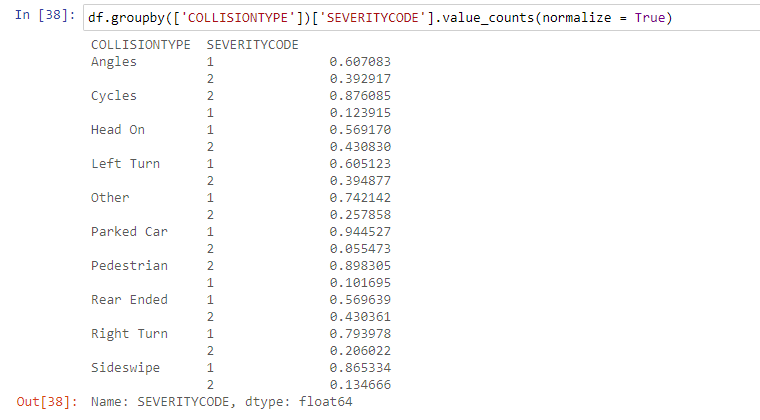 In [38]: df.groupby(['COLLISIONTYPE'])['SEVERITYCODE'].value_counts(normalize = True)
COLLISIONTYPE  SEVERITYCODE
Angles         1               0.607083
               2               0.392917
Cycles         2               0.876085
               1               0.123915
Head On        1               0.569170
               2               0.430830
Left Turn      1               0.605123
               2               0.394877
Other          1               0.742142
               2               0.257858
Parked Car     1               0.944527
               2               0.055473
Pedestrian     2               0.898305
               1               0.101695
Rear Ended     1               0.569639
               2               0.430361
Right Turn     1               0.793978
               2               0.206022
Sideswipe      1               0.865334
               2               0.134666
Out[38]: Name: SEVERITYCODE, dtype: float64